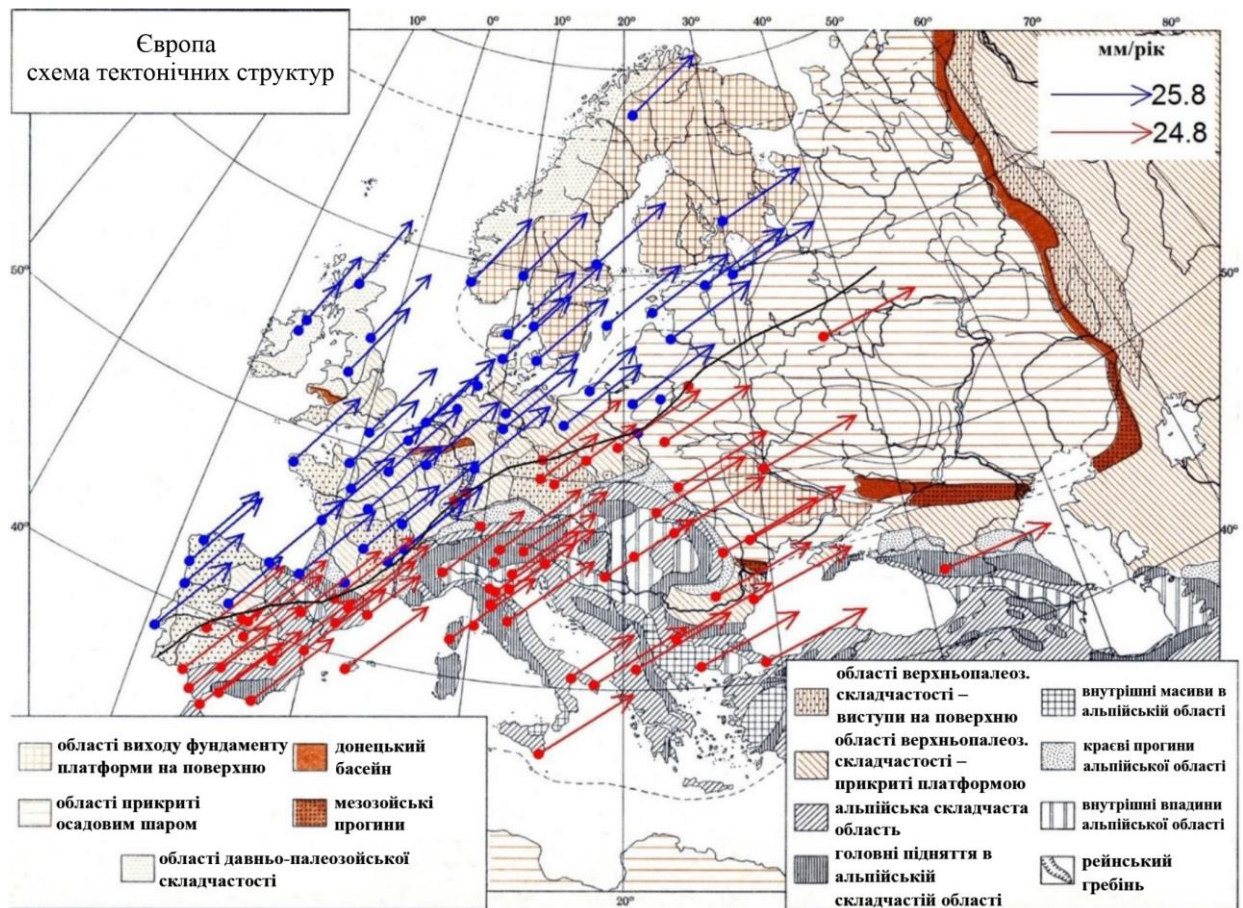 Європа
схема тектонічних структур
10°
0°
10°
20°
30°
40°
50°
60°
70°
80°
мм/рік
25.8
24.8
50°
50°
40°
40°
області виходу фундаменту
платформи на поверхню
області прикриті
осадовим шаром
області давньо-палеозойської
складчастості
донецький
басейн
мезозойські
прогини
області верхньопалеоз.
складчастості –
виступи на поверхню
області верхньопалеоз.
складчастості –
прикриті платформою
альпійська складчаста
область
головні підняття в
альпійській
складчастій області
внутрішні масиви в
альпійській області
краєві прогини
альпійської області
внутрішні впадини
альпійської області
рейнський
гребінь
20°